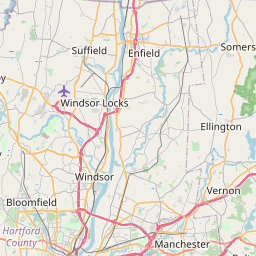 Suffield
Enfield
Somers
Windsor Locks
Ellington
Windsor
Vernon
Bloomfield
Hartford
County
Manchester